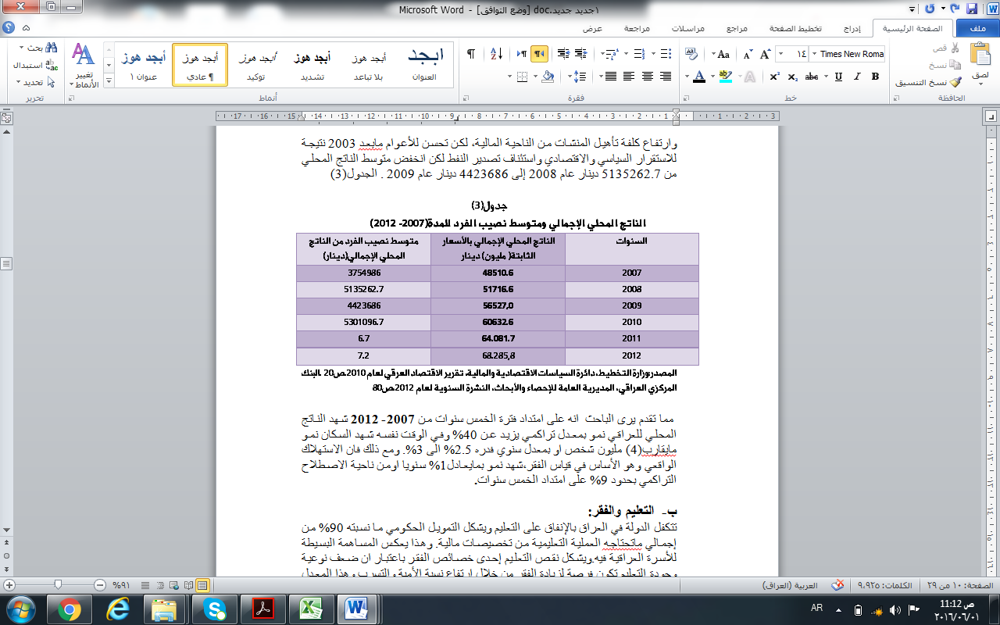 ١جديد جديد.doc [وضع التوافق] - Microsoft Word
ملف
الصفحة الرئيسية
إدراج
تخطيط الصفحة
مراجع
مراسلات
مراجعة
عرض
لصق
قص
نسخ
نسخ التنسيق
الحافظة
Times New Roma
١٤
خط
فقرة
أبجد هوز
¶ عادي
أبجد هوز
بلا تباعد
أبجد هوز
تشديد
أبجد هوز
توكيد
أبجد هوز
عنوان ١
ابجد
العنوان
تغيير الأنماط
أنماط
بحث
استبدال
تحديد
تحرير
وارتفاع كلفة تأهيل المنشات من الناحية المالية، لكن تحسن للأعوام مابعد 2003 نتيجة
للاستقرار السياسي والاقتصادي واستئناف تصدير النفط لكن انخفض متوسط الناتج المحلي
من 5135262.7 دينار عام 2008 إلى 4423686 دينار عام 2009 . الجدول(3)
جدول(3)
الناتج المحلي الإجمالي ومتوسط نصيب الفرد للمدة(2007- 2012)
السنوات
الناتج المحلي الإجمالي بالأسعار
الثابتة( مليون) دينار
متوسط نصيب الفرد من الناتج
المحلي الإجمالي(دينار)
2007 48510.6 3754986
2008 51716.6 5135262.7
2009 56527,0 4423686
2010 60632.6 5301096.7
2011 64.081.7 6.7
2012 68.285,8 7.2
المصدر:وزارة التخطيط،دائرة السياسات الاقتصادية والمالية، تقرير الاقتصاد العرقي لعام 2010ـص20 .البنك
المركزي العراقي، المديرية العامة للإحصاء والأبحاث، النشرة السنوية لعام 2012ـص80
مما تقدم يرى الباحث انه على امتداد فترة الخمس سنوات من 2007- 2012 شهد الناتج
المحلي للعراقي نمو بمعدل تراكمي يزيد عن 40% وفي الوقت نفسه شهد السكان نمو
مايقارب(4) مليون شخص او بمعدل سنوي قدره 2.5% الى 3%. ومع ذلك فان الاستهلاك
الواقعي وهو الأساس في قياس الفقر،شهد نمو بمايعادل1% سنويا اومن ناحية الاصطلاح
التراكمي بحدود 9% على امتداد الخمس سنوات.
ب- التعليم والفقر:
تتكفل الدولة في العراق بالإنفاق على التعليم ويشكل التمويل الحكومي ما نسبته 90% من
إجمالي ماتحتاجه العملية التعليمية من تخصيصات مالية. وهذا يعكس المساهمة البسيطة
للأسرة العراقية فيه.ويشكل نقص التعليم إحدى خصائص الفقر باعتبار ان ضعف نوعية
وجودة التعليم تكون فرصة لزيادة الفقر من خلال ارتفاع نسبة الأمية والتسرب وهذا المعدل
الصفحة: ١٠ من ٢٩
الكلمات: ٩،٩٢٥
العربية (العراق)
٩١%
AR
11:12 ص
٢٠١٦/٠٦/٠١